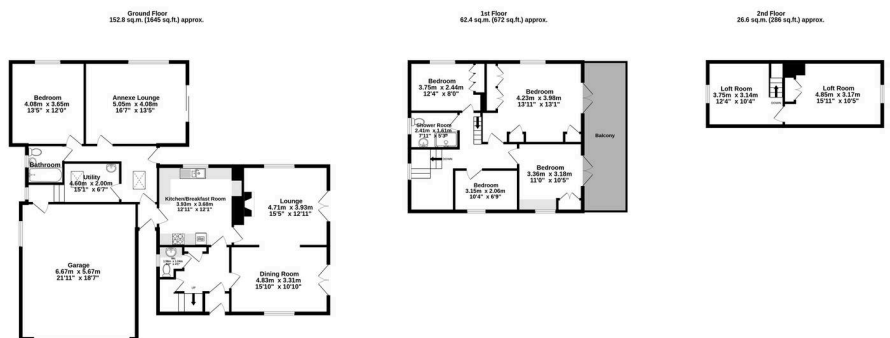 Ground Floor
152.8 sq.m. (1645 sq.ft.) approx.
Bedroom
4.08m x 3.65m
13'5" x 12'0"
Annexe Lounge
5.05m x 4.08m
16'7" x 13'5"
Bathroom
Utility
4.60m x 2.00m
15'1" x 6'7"
Kitchen/Breakfast Room
3.93m x 3.68m
12'11" x 12'1"
Lounge
4.71m x 3.93m
15'5" x 12'11"
Garage
6.67m x 5.67m
21'11" x 18'7"
Dining Room
4.83m x 3.31m
15'10" x 10'10"
UP
1st Floor
62.4 sq.m. (672 sq.ft.) approx.
Bedroom
3.75m x 2.44m
12'4" x 8'0"
Bedroom
4.23m x 3.98m
13'11" x 13'1"
Shower Room
2.41m x 1.61m
7'11" x 5'3"
Balcony
DOWN
Bedroom
3.36m x 3.18m
11'0" x 10'5"
Bedroom
3.15m x 2.06m
10'4" x 6'9"
2nd Floor
26.6 sq.m. (286 sq.ft.) approx.
Loft Room
3.75m x 3.14m
12'4" x 10'4"
DOWN
Loft Room
4.85m x 3.17m
15'11" x 10'5"